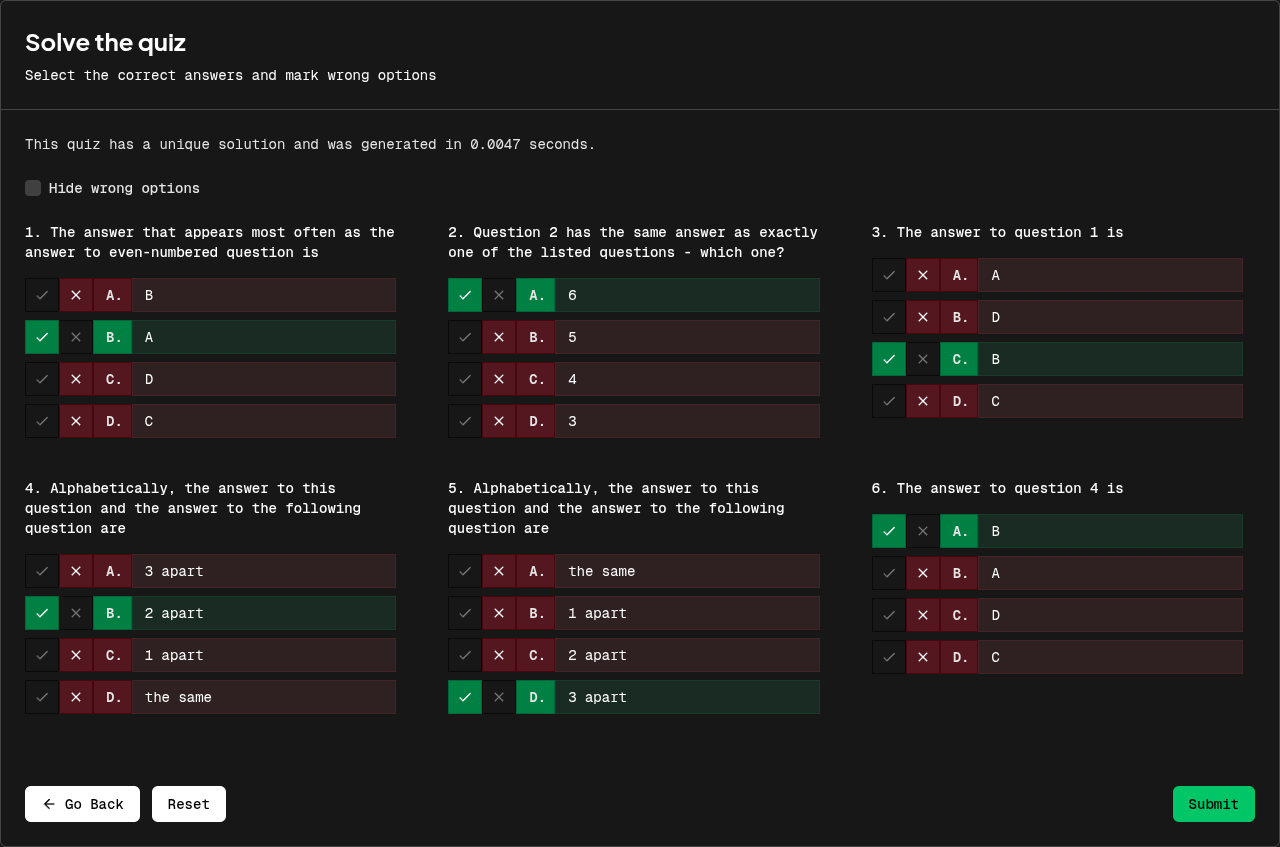 Solve the quiz
Select the correct answers and mark wrong options
This quiz has a unique solution and was generated in 0.0047 seconds.
Hide wrong options
1. The answer that appears most often as the
answer to even-numbered question is
A. B
B. A
C. D
D. C
2. Question 2 has the same answer as exactly
one of the listed questions - which one?
A. 6
B. 5
C. 4
D. 3
3. The answer to question 1 is
A. A
B. D
C. B
D. C
4. Alphabetically, the answer to this
question and the answer to the following
question are
A. 3 apart
B. 2 apart
C. 1 apart
D. the same
5. Alphabetically, the answer to this
question and the answer to the following
question are
A. the same
B. 1 apart
C. 2 apart
D. 3 apart
6. The answer to question 4 is
A. B
B. A
C. D
D. C
Go Back
Reset
Submit